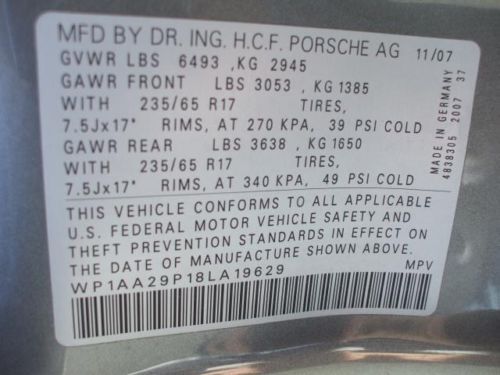 MFD BY DR. ING. H.C.F. PORSCHE AG 11/07
GVWR LBS 6493 ,KG 2945
GAWR FRONT LBS 3053 , KG 1385
WITH 235/65 R17 TIRES,
7.5Jx17" RIMS, AT 270 KPA, 39 PSI COLD
GAWR REAR LBS 3638 , KG 1650
WITH 235/65 R17 TIRES,
7.5Jx17" RIMS, AT 340 KPA, 49 PSI COLD
THIS VEHICLE CONFORMS TO ALL APPLICABLE
U.S. FEDERAL MOTOR VEHICLE SAFETY AND
THEFT PREVENTION STANDARDS IN EFFECT ON
THE DATE OF MANUFACTURE SHOWN ABOVE.
WP1AA29P18LA19629 MPV
MADE IN GERMANY
4838305 2007 37